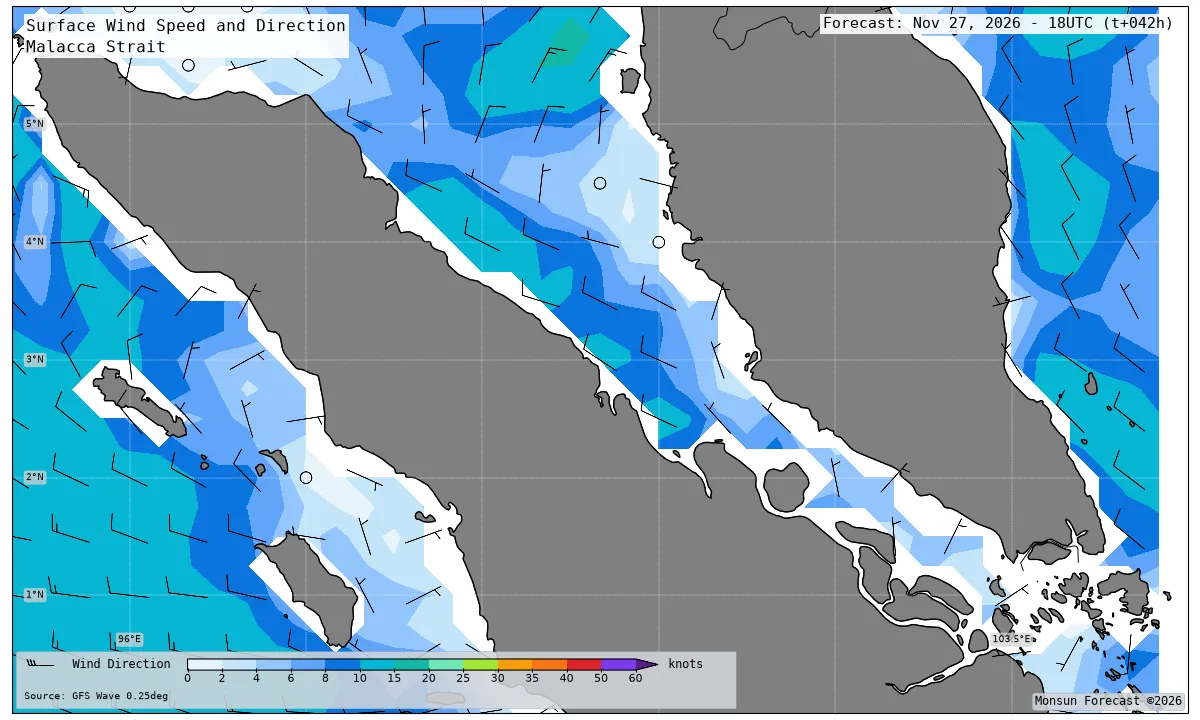 Surface Wind Speed and Direction
Malacca Strait
Forecast: Nov 27, 2026 - 18UTC (t+042h)
5°N
4°N
3°N
2°N
1°N
96°E
Wind Direction
0 2 4 6 8 10 15 20 25 30 35 40 50 60
knots
Source: GFS Wave 0.25deg
Monsun Forecast ©2026